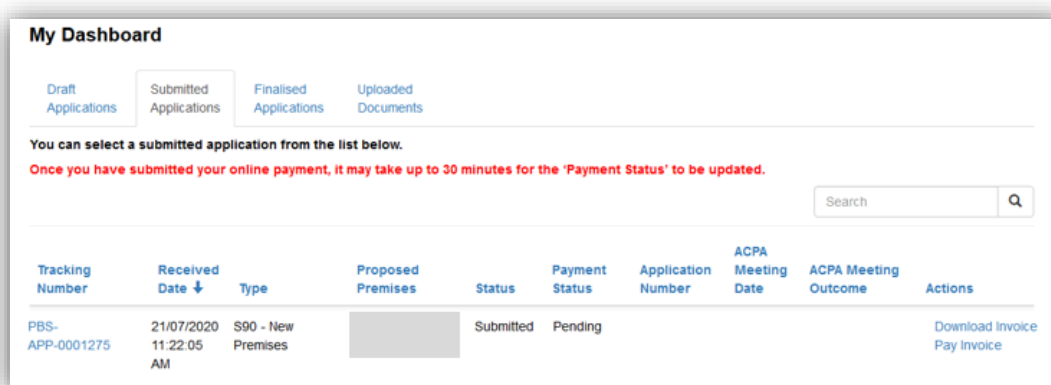 My Dashboard
Draft Applications
Submitted Applications
Finalised Applications
Uploaded Documents
You can select a submitted application from the list below.
Once you have submitted your online payment, it may take up to 30 minutes for the ‘Payment Status’ to be updated.
Search
Tracking Number
Received Date
Type
Proposed Premises
Status
Payment Status
Application Number
ACPA Meeting Date
ACPA Meeting Outcome
Actions
PBS-APP-0001275
21/07/2020 11:22:05 AM
S90 - New Premises
Submitted
Pending
Download Invoice
Pay Invoice